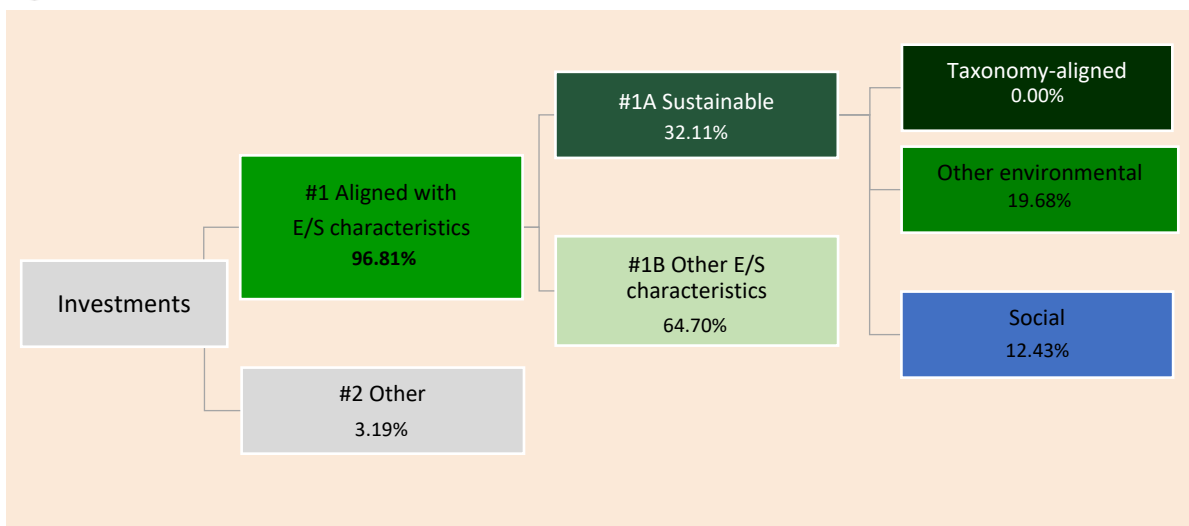 Investments
#1 Aligned with
E/S characteristics
96.81%
#2 Other
3.19%
#1A Sustainable
32.11%
#1B Other E/S
characteristics
64.70%
Taxonomy-aligned
0.00%
Other environmental
19.68%
Social
12.43%